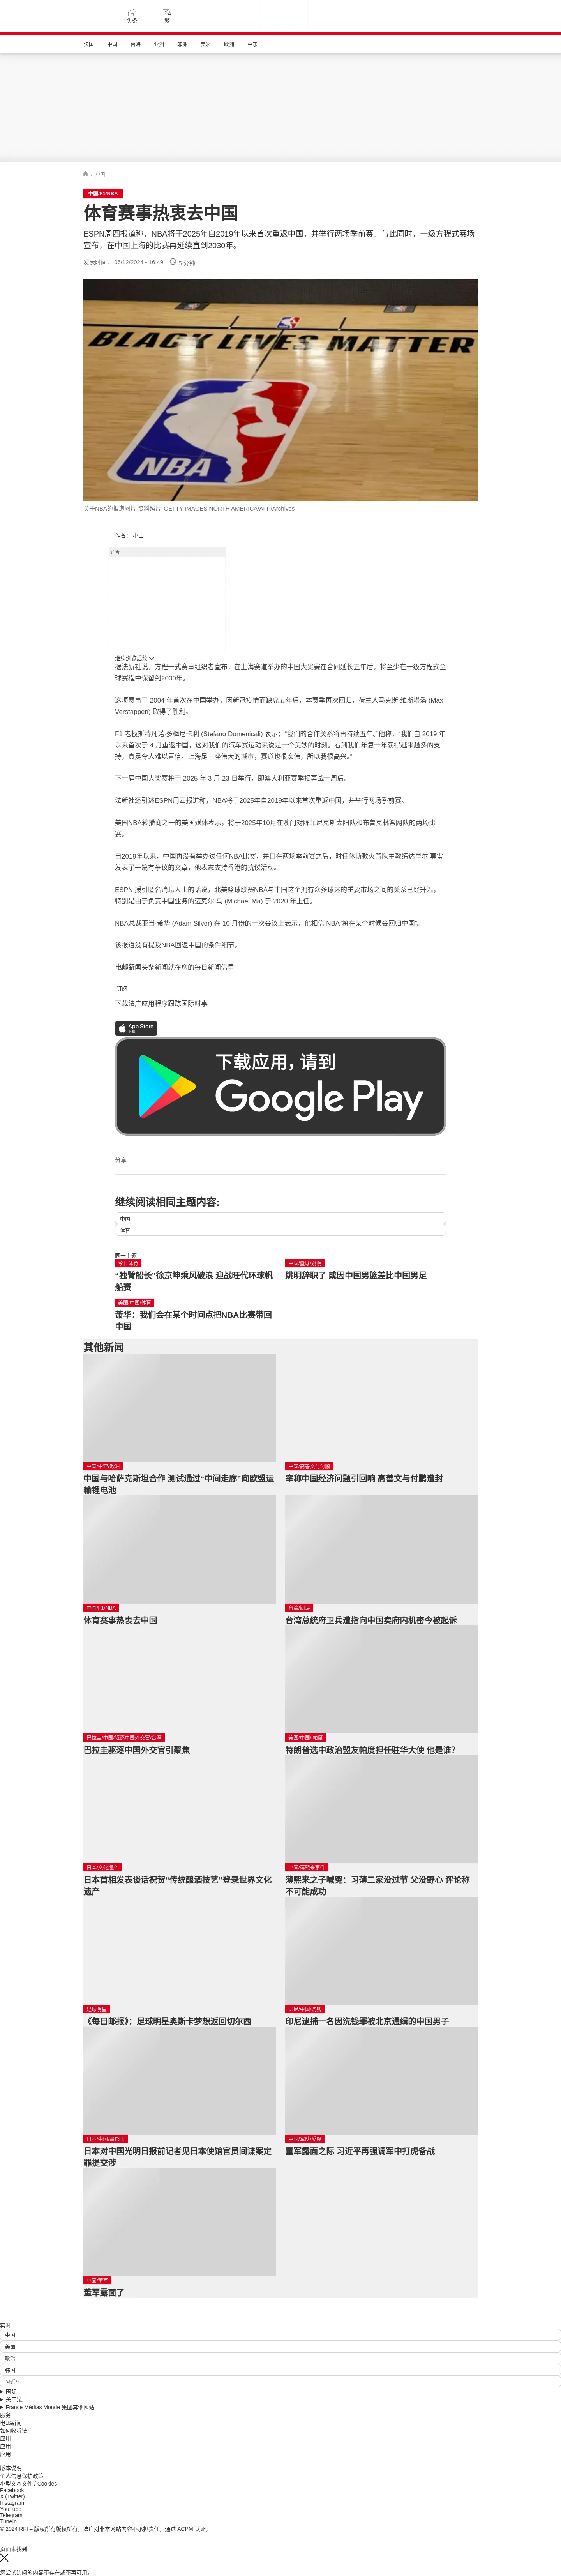 头条
繁
法国
中国
台海
亚洲
非洲
美洲
欧洲
中东
/ 中国
中国/F1/NBA
体育赛事热衷去中国
ESPN周四报道称，NBA将于2025年自2019年以来首次重返中国，并举行两场季前赛。与此同时，一级方程式赛场
宣布，在中国上海的比赛再延续直到2030年。
发表时间： 06/12/2024 - 16:49
5 分钟
BLACK LIVES MATTER
NBA
关于NBA的报道图片 资料照片 GETTY IMAGES NORTH AMERICA/AFP/Archivos
作者： 小山
广告
继续浏览后续
据法新社说，方程一式赛事组织者宣布，在上海赛道举办的中国大奖赛在合同延长五年后，将至少在一级方程式全
球赛程中保留到2030年。
这项赛事于 2004 年首次在中国举办，因新冠疫情而缺席五年后，本赛季再次回归，荷兰人马克斯·维斯塔潘 (Max
Verstappen) 取得了胜利。
F1 老板斯特凡诺·多梅尼卡利 (Stefano Domenicali) 表示：“我们的合作关系将再持续五年。”他称，“我们自 2019 年
以来首次于 4 月重返中国，这对我们的汽车赛运动来说是一个美妙的时刻。看到我们年复一年获得越来越多的支
持，真是令人难以置信。上海是一座伟大的城市，赛道也很宏伟，所以我很高兴。”
下一届中国大奖赛将于 2025 年 3 月 23 日举行，即澳大利亚赛季揭幕战一周后。
法新社还引述ESPN周四报道称，NBA将于2025年自2019年以来首次重返中国，并举行两场季前赛。
美国NBA转播商之一的美国媒体表示，将于2025年10月在澳门对阵菲尼克斯太阳队和布鲁克林篮网队的两场比
赛。
自2019年以来，中国再没有举办过任何NBA比赛，并且在两场季前赛之后，时任休斯敦火箭队主教练达里尔·莫雷
发表了一篇有争议的文章，他表态支持香港的抗议活动。
ESPN 援引匿名消息人士的话说，北美篮球联赛NBA与中国这个拥有众多球迷的重要市场之间的关系已经升温，
特别是由于负责中国业务的迈克尔·马 (Michael Ma) 于 2020 年上任。
NBA总裁亚当·萧华 (Adam Silver) 在 10 月份的一次会议上表示，他相信 NBA“将在某个时候会回归中国”。
该报道没有提及NBA回返中国的条件细节。
电邮新闻头条新闻就在您的每日新闻信里
订阅
下载法广应用程序跟踪国际时事
App Store
下载
下载应用，请到
Google Play
分享 :
继续阅读相同主题内容:
中国
体育
同一主题
今日体育
“独臂船长”徐京坤乘风破浪 迎战旺代环球帆
船赛
中国/篮球/姚明
姚明辞职了 或因中国男篮差比中国男足
美国/中国/体育
萧华：我们会在某个时间点把NBA比赛带回
中国
其他新闻
中国/中亚/欧洲
中国与哈萨克斯坦合作 测试通过“中间走廊”向欧盟运
输锂电池
中国/高善文与付鹏
率称中国经济问题引回响 高善文与付鹏遭封
中国/F1/NBA
体育赛事热衷去中国
台湾/间谍
台湾总统府卫兵遭指向中国卖府内机密今被起诉
巴拉圭/中国/驱逐中国外交官/台湾
巴拉圭驱逐中国外交官引聚焦
美国/中国/ 帕度
特朗普选中政治盟友帕度担任驻华大使 他是谁？
日本/文化遗产
日本首相发表谈话祝贺“传统酿酒技艺”登录世界文化
遗产
中国/薄熙来事件
薄熙来之子喊冤：习薄二家没过节 父没野心 评论称
不可能成功
足球明星
《每日邮报》：足球明星奥斯卡梦想返回切尔西
印尼/中国/洗钱
印尼逮捕一名因洗钱罪被北京通缉的中国男子
日本/中国/董郁玉
日本对中国光明日报前记者见日本使馆官员间谍案定
罪提交涉
中国/军队/反腐
董军露面之际 习近平再强调军中打虎备战
中国/董军
董军露面了
实时
中国
美国
政治
韩国
习近平
国际
关于法广
France Médias Monde 集团其他网站
服务
电邮新闻
如何收听法广
应用
应用
应用
版本说明
个人信息保护政策
小型文本文件 / Cookies
Facebook
X (Twitter)
Instagram
YouTube
Telegram
TuneIn
© 2024 RFI – 版权所有版权所有。法广对非本网站内容不承担责任。通过 ACPM 认证。
页面未找到
您尝试访问的内容不存在或不再可用。